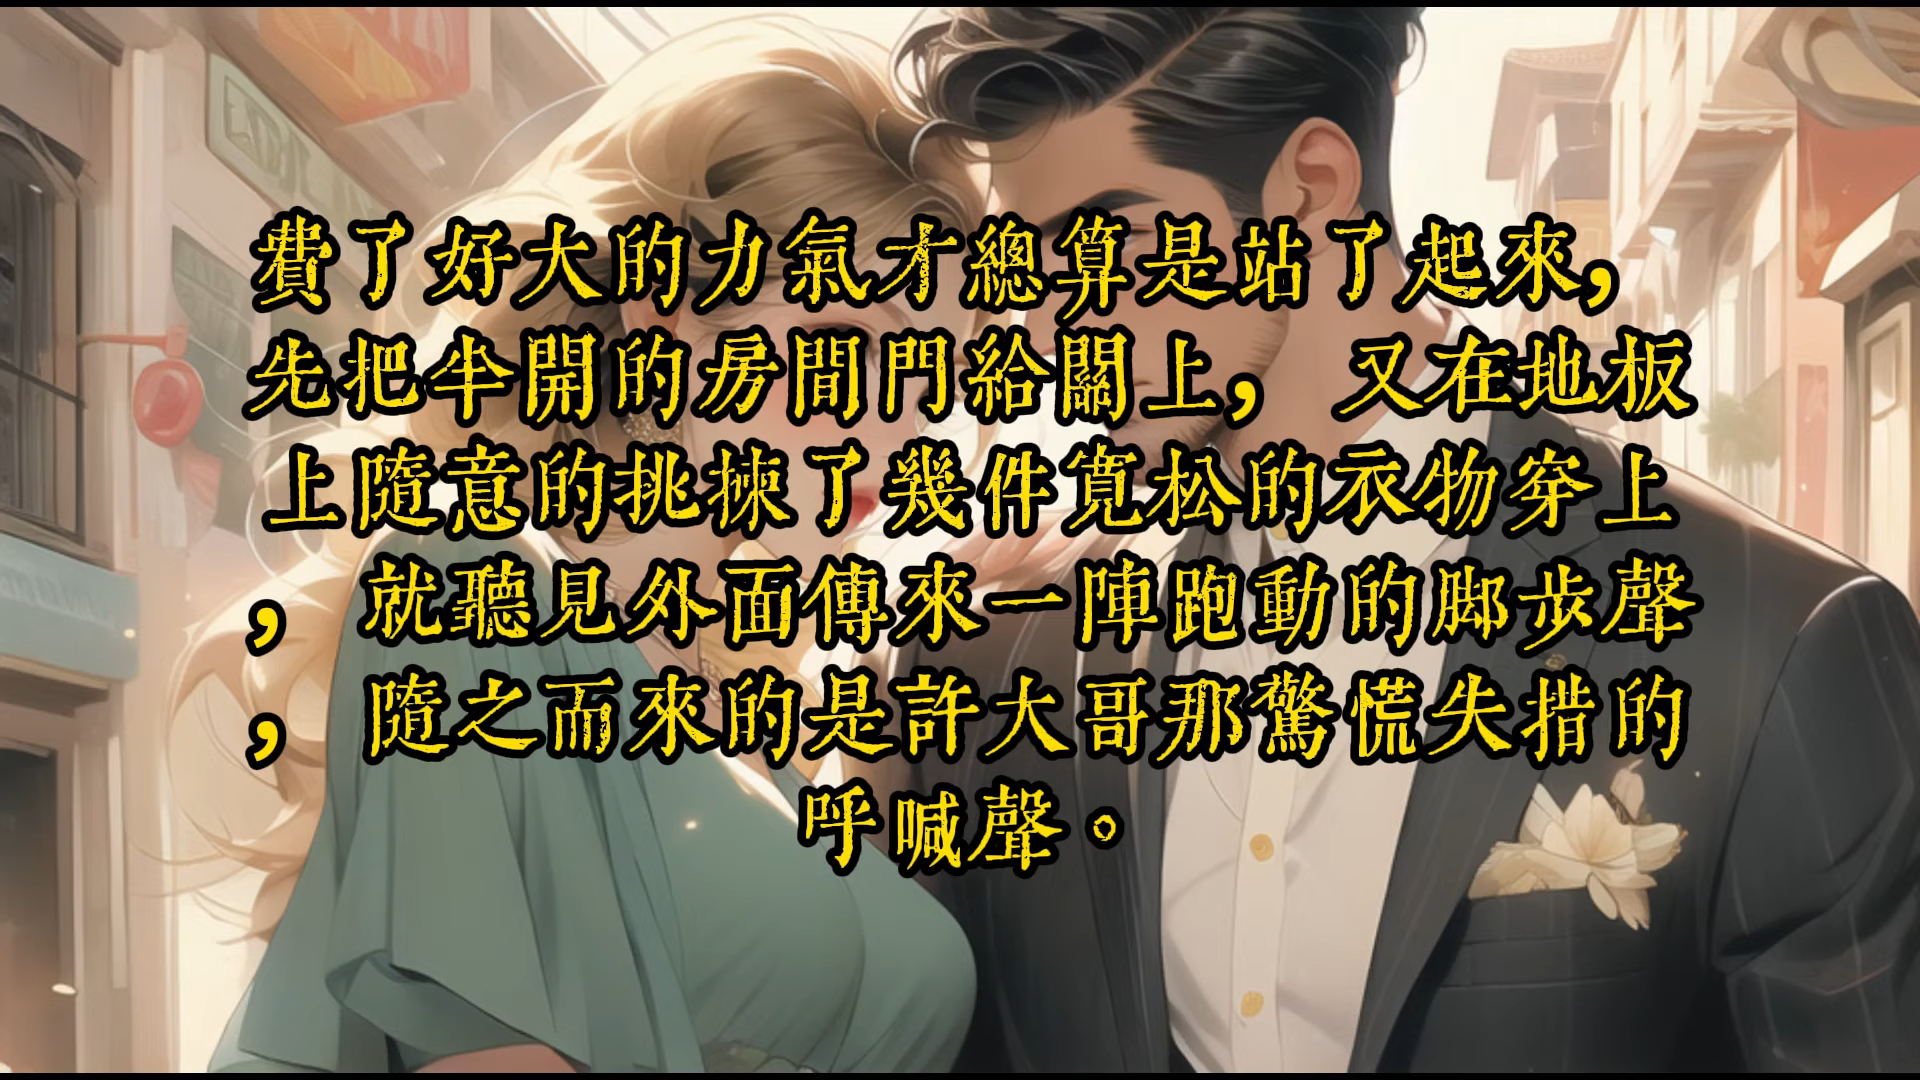 費了好大的力氣才總算是站了起來，
先把半開的房間門給關上，又在地板
上隨意的挑揀了幾件寬松的衣物穿上
，就聽見外面傳來一陣跑動的腳步聲
，隨之而來的是許大哥那驚慌失措的
呼喊聲。